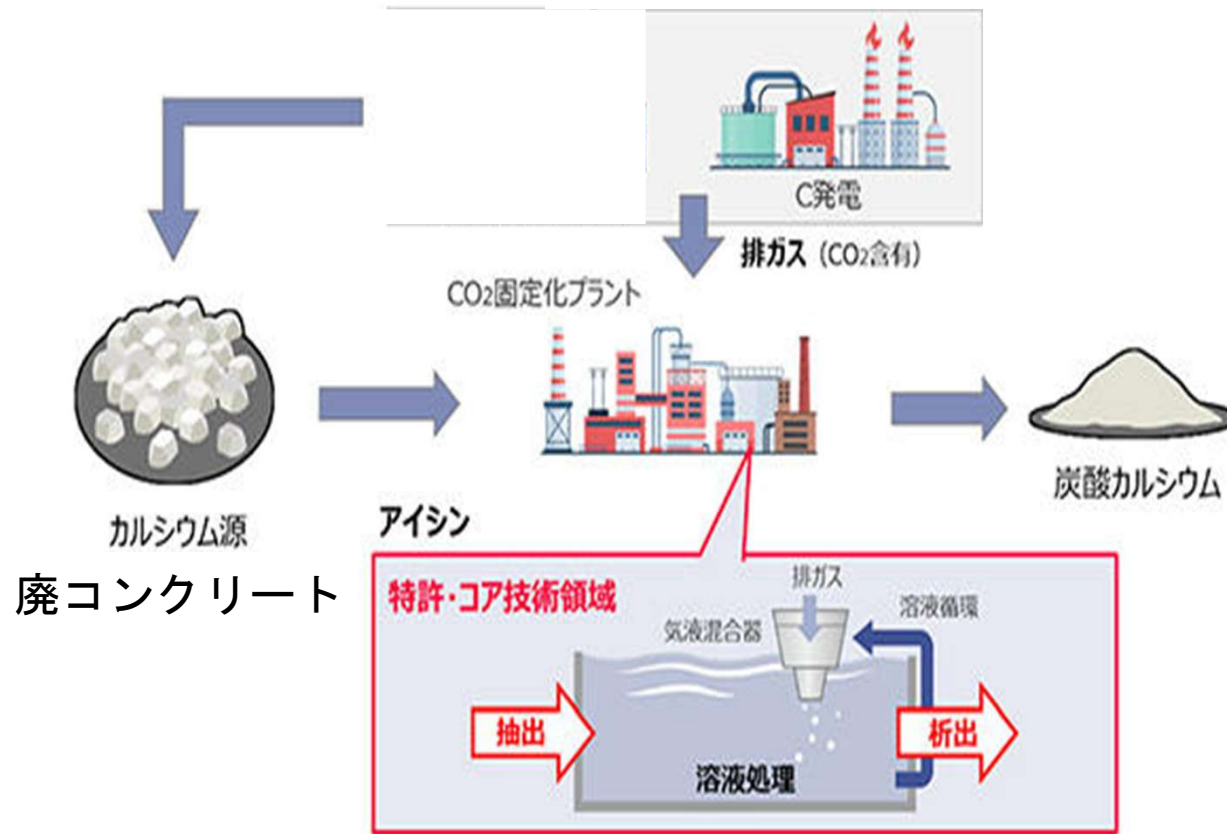 C発電
排ガス（CO₂含有）
CO₂固定化プラント
カルシウム源
廃コンクリート
炭酸カルシウム
アイシン
特許・コア技術領域
排ガス
気液混合器
溶液循環
抽出
析出
溶液処理